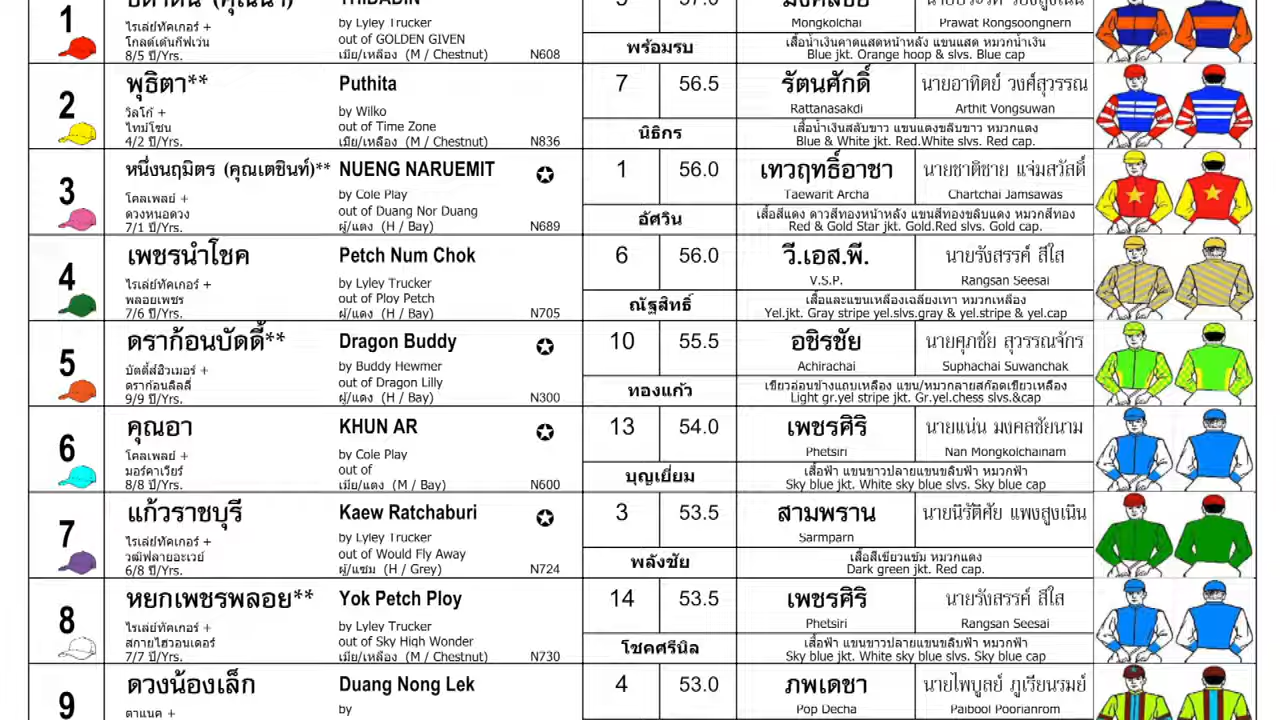 1
ไรเล่ย์ทัคเกอร์ +
โกลด์เด้นกีฟเว่น
8/5 ปี/Yrs.
by Lyley Trucker
out of GOLDEN GIVEN
เมีย/เหลือง (M / Chestnut) N608
57.0
Mongkolchai
Prawat Rongsoongnern
พร้อมรบ
เสื้อน้ำเงินคาดแสดหน้าหลัง แขนแสด หมวกน้ำเงิน
Blue jkt. Orange hoop & slvs. Blue cap
2
พุธิตา**
วิลโก้ +
ไทม์โซน
4/2 ปี/Yrs.
Puthita
by Wilko
out of Time Zone
เมีย/เหลือง (M / Chestnut) N836
7
56.5
รัตนศักดิ์
Rattanasakdi
นายอาทิตย์ วงศ์สุวรรณ
Arthit Vongsuwan
นิธิกร
เสื้อน้ำเงินสลับขาว แขนแดงขลิบขาว หมวกแดง
Blue & White jkt. Red.White slvs. Red cap.
3
หนึ่งนฤมิตร (คุณเตชินท์)**
โคลเพลย์ +
ดวงหนอดวง
7/1 ปี/Yrs.
NUENG NARUEMIT
by Cole Play
out of Duang Nor Duang
ผู้/แดง (H / Bay) N689
1
56.0
เทวฤทธิ์อาชา
Taewarit Archa
นายชาติชาย แจ่มสวัสดิ์
Chartchai Jamsawas
อัศวิน
เสื้อสีแดง ดาวสีทองหน้าหลัง แขนสีทองขลิบแดง หมวกสีทอง
Red & Gold Star jkt. Gold.Red slvs. Gold cap.
4
เพชรนำโชค
ไรเล่ย์ทัคเกอร์ +
พลอยเพชร
7/6 ปี/Yrs.
Petch Num Chok
by Lyley Trucker
out of Ploy Petch
ผู้/แดง (H / Bay) N705
6
56.0
วี.เอส.พี.
V.S.P.
นายรังสรรค์ สีใส
Rangsan Seesai
ณัฐสิทธิ์
เสื้อและแขนเหลืองเฉลียงเทา หมวกเหลือง
Yel.jkt. Gray stripe yel.slvs.gray & yel.stripe & yel.cap
5
ดราก้อนบัดดี้**
บัดดี้ส์ฮิวเมอร์ +
ดราก้อนลิลลี่
9/9 ปี/Yrs.
Dragon Buddy
by Buddy Hewmer
out of Dragon Lilly
ผู้/แดง (H / Bay) N300
10
55.5
อชิรชัย
Achirachai
นายศุภชัย สุวรรณจักร
Suphachai Suwanchak
ทองแก้ว
เขียวอ่อนข้างแถบเหลือง แขน/หมวกลายสก๊อตเขียวเหลือง
Light gr.yel stripe jkt. Gr.yel.chess slvs.&cap
6
คุณอา
โคลเพลย์ +
มอร์คาเวียร์
8/8 ปี/Yrs.
KHUN AR
by Cole Play
out of
เมีย/แดง (M / Bay) N600
13
54.0
เพชรศิริ
Phetsiri
นายแน่น มงคลชัยนาม
Nan Mongkolchainam
บุญเยี่ยม
เสื้อฟ้า แขนขาวปลายแขนขลิบฟ้า หมวกฟ้า
Sky blue jkt. White sky blue slvs. Sky blue cap
7
แก้วราชบุรี
ไรเล่ย์ทัคเกอร์ +
วูฒิฟลายอะเวย์
6/8 ปี/Yrs.
Kaew Ratchaburi
by Lyley Trucker
out of Would Fly Away
ผู้/แซม (H / Grey) N724
3
53.5
สามพราน
Sarmparn
นายนิรัติศัย แพงสูงเนิน
พลังชัย
เสื้อสีเขียวแช่ม หมวกแดง
Dark green jkt. Red cap.
8
หยกเพชรพลอย**
ไรเล่ย์ทัคเกอร์ +
สกายไฮวอนเดอร์
7/7 ปี/Yrs.
Yok Petch Ploy
by Lyley Trucker
out of Sky High Wonder
เมีย/เหลือง (M / Chestnut) N730
14
53.5
เพชรศิริ
Phetsiri
นายรังสรรค์ สีใส
Rangsan Seesai
โชคศรีนิล
เสื้อฟ้า แขนขาวปลายแขนขลิบฟ้า หมวกฟ้า
Sky blue jkt. White sky blue slvs. Sky blue cap
9
ดวงน้องเล็ก
ดาแนค +
Duang Nong Lek
by
4
53.0
ภพเดชา
Pop Decha
นายไพบูลย์ ภูเรียนรมย์
Paibool Poorianrom